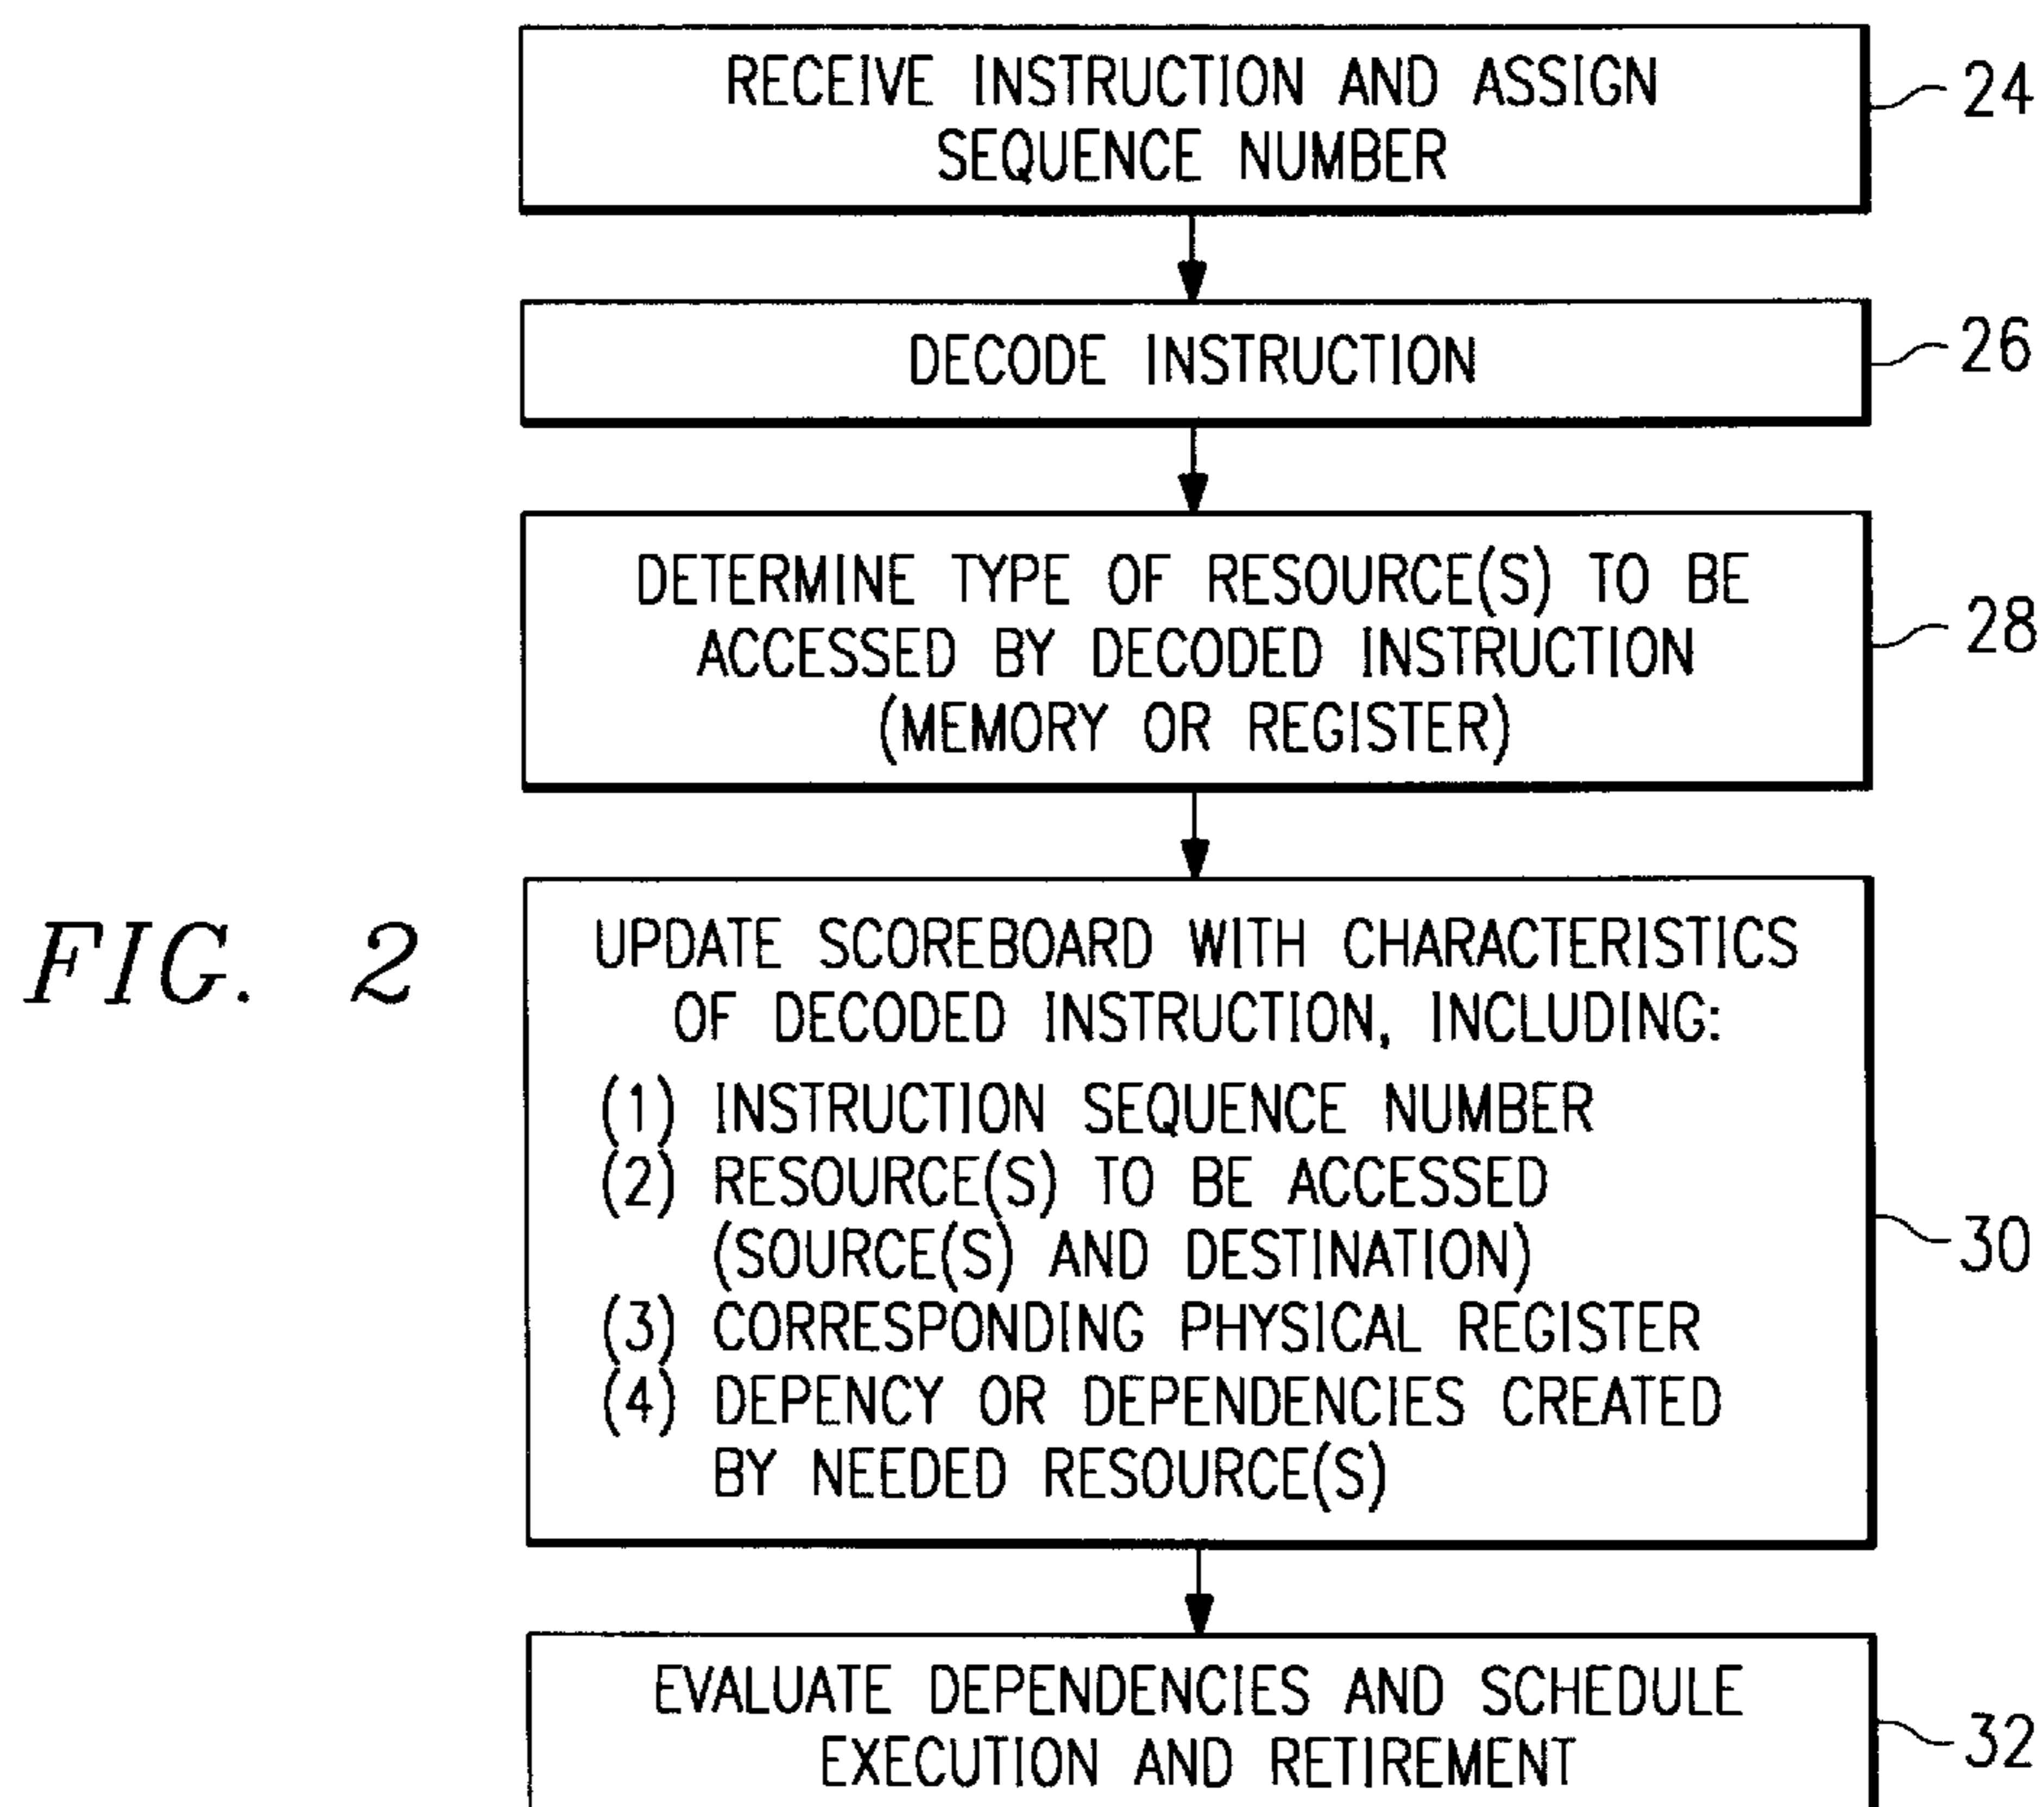 RECEIVE INSTRUCTION AND ASSIGN
SEQUENCE NUMBER
24
DECODE INSTRUCTION
26
DETERMINE TYPE OF RESOURCE(S) TO BE
ACCESSED BY DECODED INSTRUCTION
(MEMORY OR REGISTER)
28
FIG. 2
UPDATE SCOREBOARD WITH CHARACTERISTICS
OF DECODED INSTRUCTION, INCLUDING:
(1) INSTRUCTION SEQUENCE NUMBER
(2) RESOURCE(S) TO BE ACCESSED
(SOURCE(S) AND DESTINATION)
(3) CORRESPONDING PHYSICAL REGISTER
(4) DEPENCY OR DEPENDENCIES CREATED
BY NEEDED RESOURCE(S)
30
EVALUATE DEPENDENCIES AND SCHEDULE
EXECUTION AND RETIREMENT
32